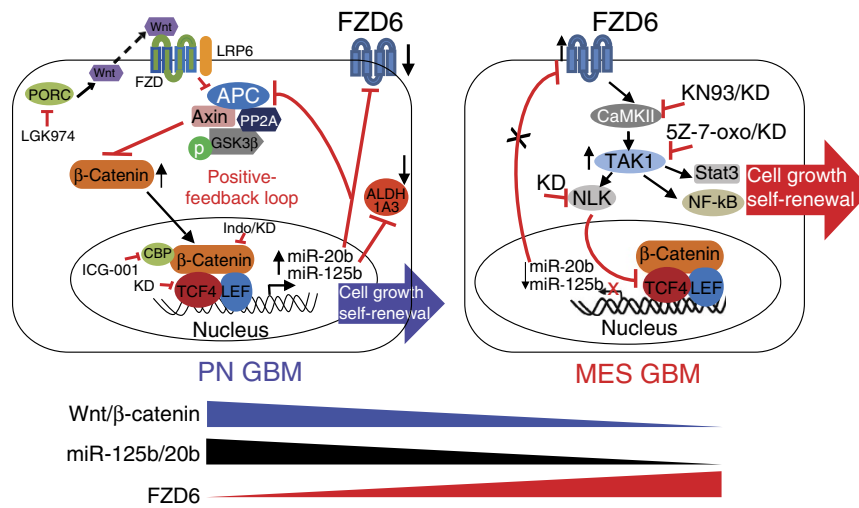 FZD6
Wnt
Wnt
FZD
LRP6
PORC
LGK974
APC
Axin
PP2A
GSK3β
p
β-Catenin
Positive-
feedback loop
ALDH
1A3
Indo/KD
CBP
ICG-001
β-Catenin
KD
TCF4
LEF
miR-20b
miR-125b
Nucleus
Cell growth
self-renewal
PN GBM
FZD6
CaMKII
KN93/KD
5Z-7-oxo/KD
TAK1
Stat3
NF-kB
KD
NLK
Cell growth
self-renewal
X
β-Catenin
miR-20b
miR-125b
X
TCF4
LEF
Nucleus
MES GBM
Wnt/β-catenin
miR-125b/20b
FZD6